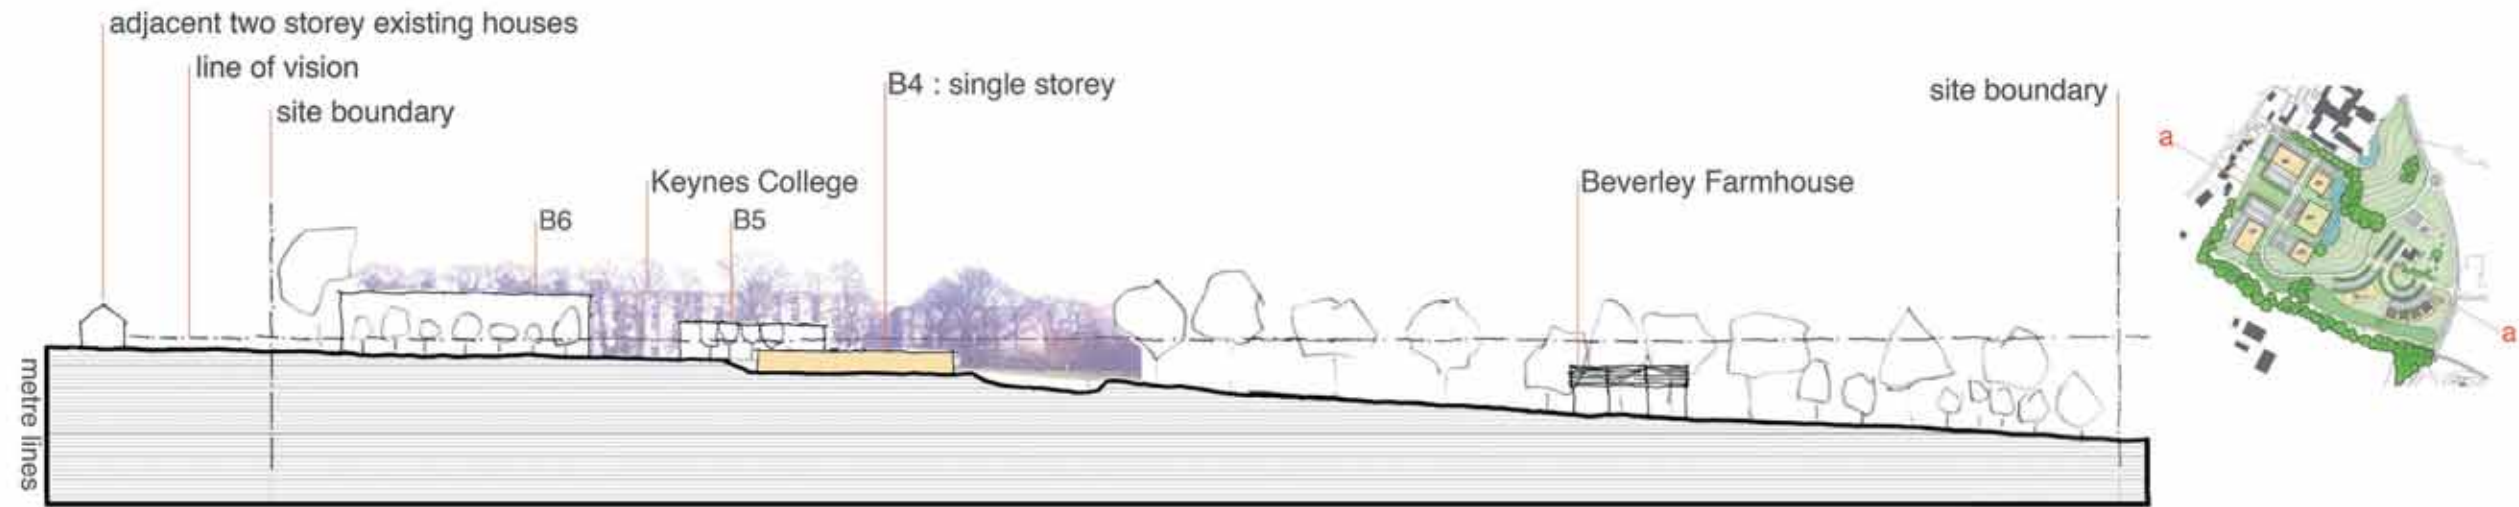 adjacent two storey existing houses
line of vision
site boundary
B4 : single storey
site boundary
Keynes College
Beverley Farmhouse
B6
B5
metre lines
a
a